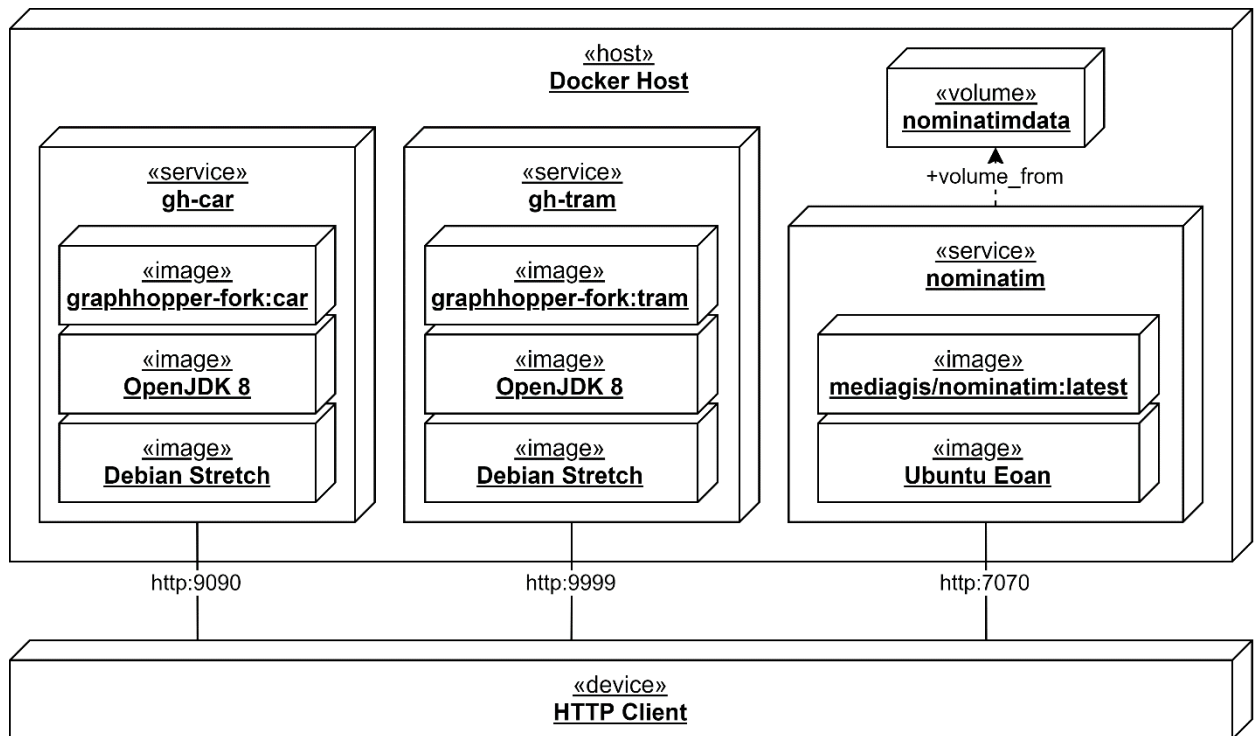 «host»
Docker Host
«volume»
nominatimdata
+volume_from
«service»
gh-car
«image»
graphhopper-fork:car
«image»
OpenJDK 8
«image»
Debian Stretch
«service»
gh-tram
«image»
graphhopper-fork:tram
«image»
OpenJDK 8
«image»
Debian Stretch
«service»
nominatim
«image»
mediagis/nominatim:latest
«image»
Ubuntu Eoan
http:9090
http:9999
http:7070
«device»
HTTP Client